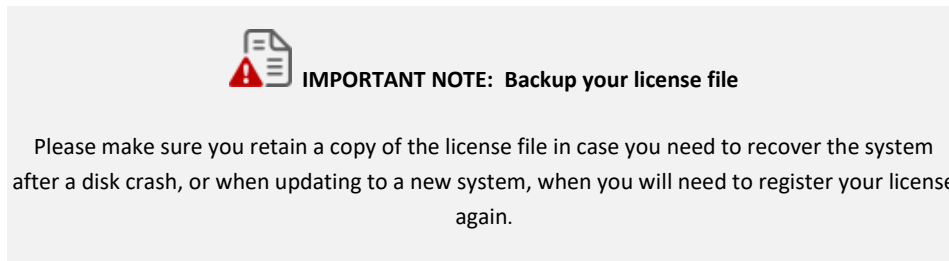 IMPORTANT NOTE: Backup your license file
Please make sure you retain a copy of the license file in case you need to recover the system
after a disk crash, or when updating to a new system, when you will need to register your license
again.